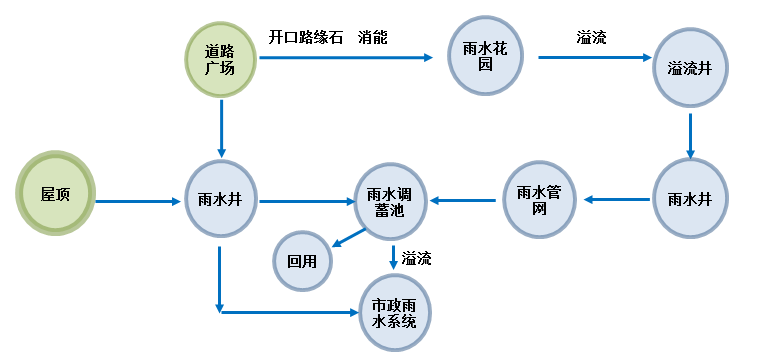 道路
广场
开口路缘石 消能
雨水花
园
溢流
溢流井
屋顶
雨水井
雨水调
蓄池
雨水管
网
雨水井
回用
溢流
市政雨
水系统